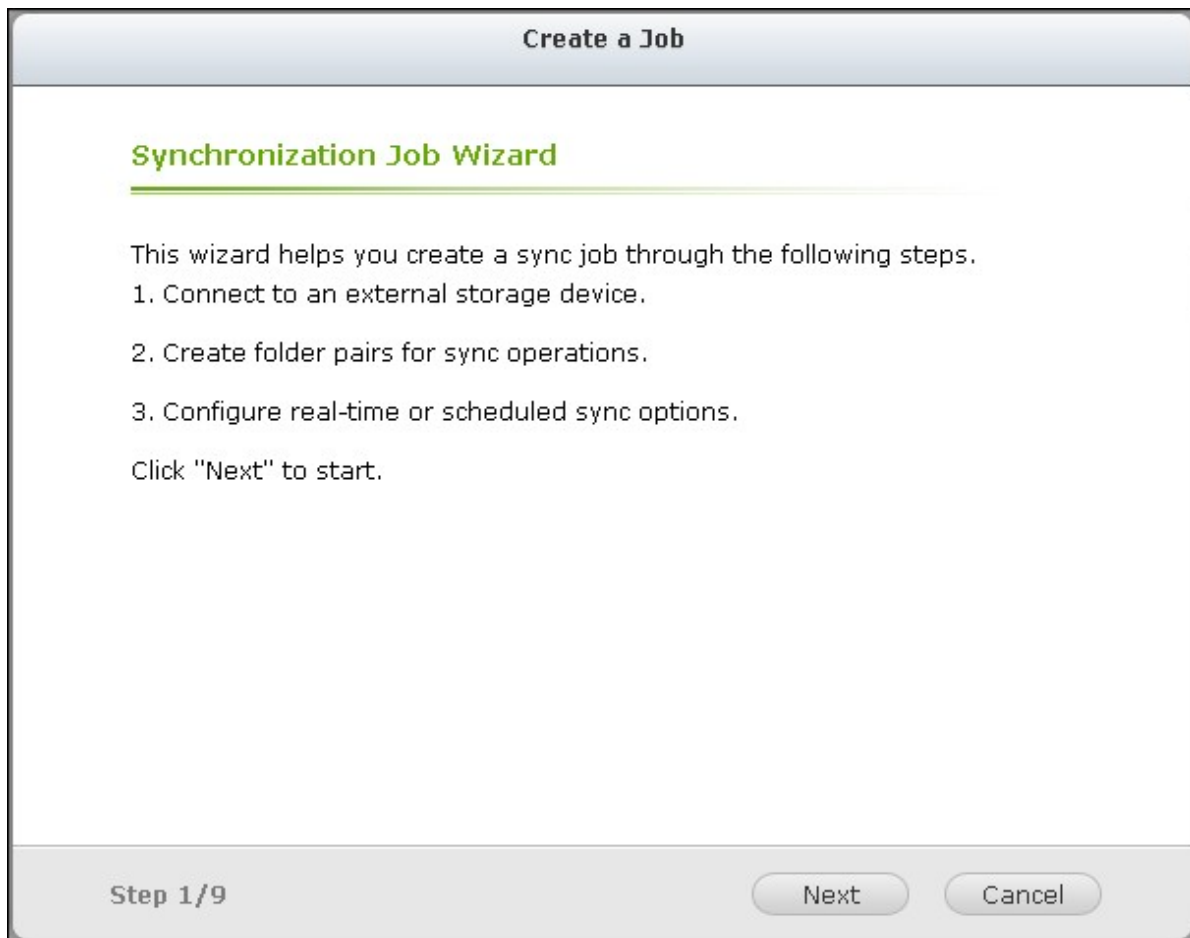 Create a Job
Synchronization Job Wizard
This wizard helps you create a sync job through the following steps.
1. Connect to an external storage device.
2. Create folder pairs for sync operations.
3. Configure real-time or scheduled sync options.
Click "Next" to start.
Step 1/9
Next
Cancel